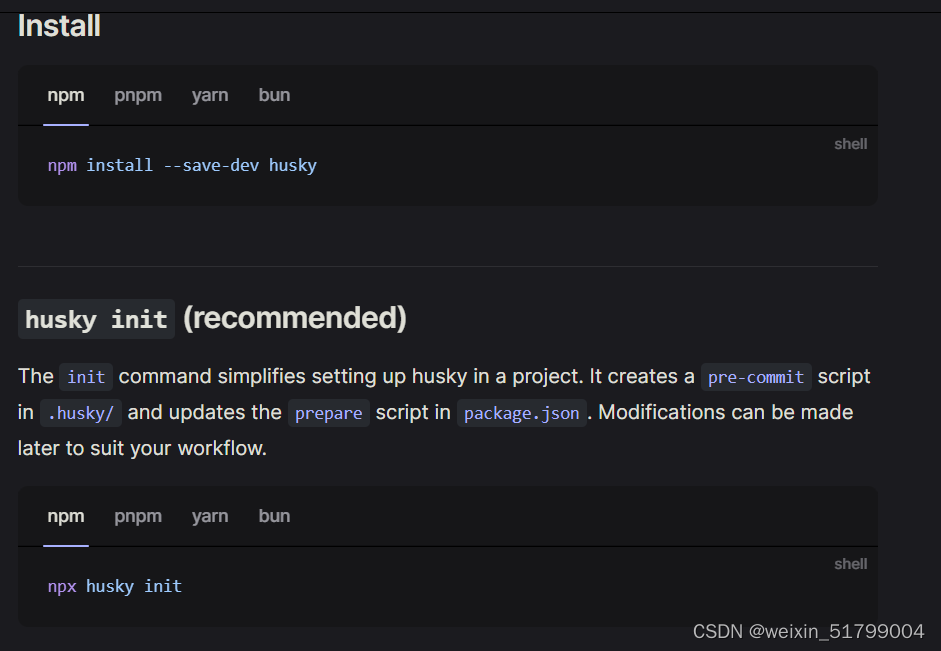 Install
npm pnpm yarn bun
shell
npm install --save-dev husky
husky init (recommended)
The init command simplifies setting up husky in a project. It creates a pre-commit script
in .husky/ and updates the prepare script in package.json. Modifications can be made
later to suit your workflow.
npm pnpm yarn bun
shell
npx husky init
CSDN @weixin_51799004